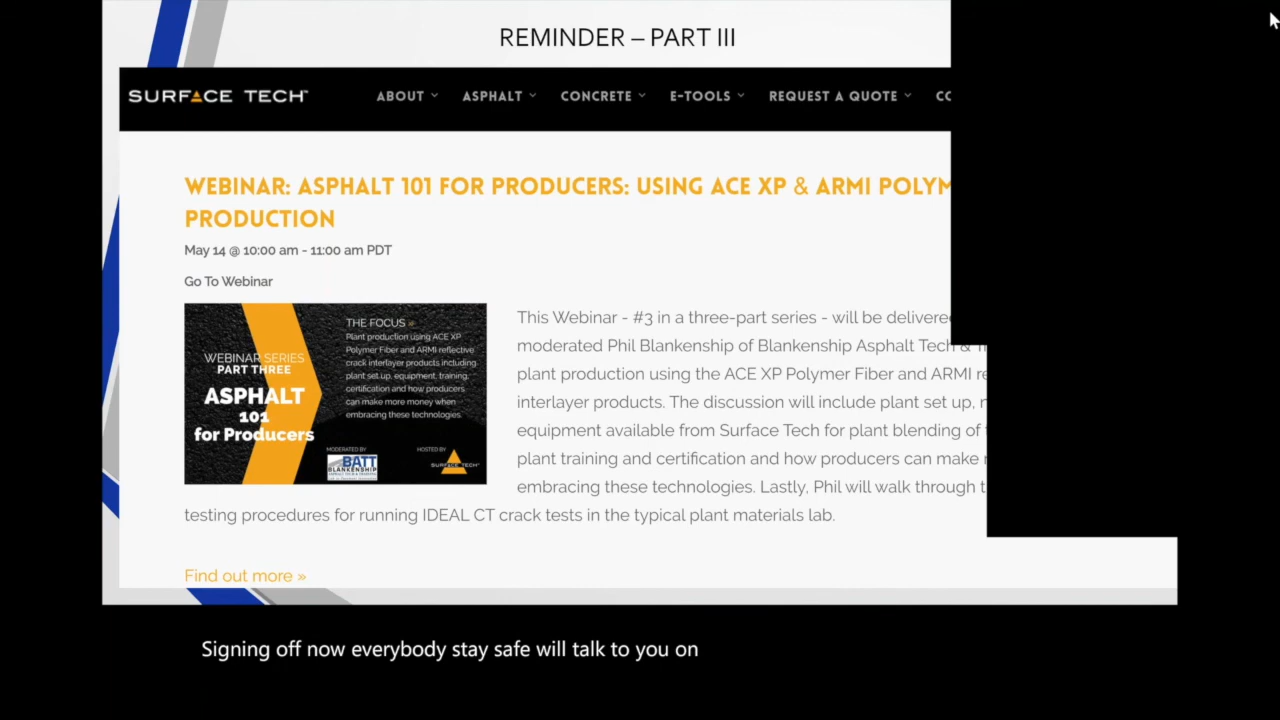 REMINDER – PART III
SURFACE TECH™ ABOUT ASPHALT CONCRETE E-TOOLS REQUEST A QUOTE
WEBINAR: ASPHALT 101 FOR PRODUCERS: USING ACE XP & ARMI
PRODUCTION
May 14 @ 10:00 am - 11:00 am PDT
Go To Webinar
WEBINAR SERIES
PART THREE
ASPHALT
101
for Producers
THE FOCUS »
Plant production using ACE XP
Polymer Fiber and ARMI reflective
crack interlayer products including
plant set up, equipment, training,
certification and how producers
can make more money when
embracing these technologies.
MODERATED BY
BATT
BLANKENSHIP
HOSTED BY
SURFACE TECH
This Webinar - #3 in a three-part series - will be
moderated Phil Blankenship of Blankenship Asphalt Tech &
plant production using the ACE XP Polymer Fiber and ARMI
interlayer products. The discussion will include plant set up,
equipment available from Surface Tech for plant blending of
plant training and certification and how producers can make
embracing these technologies. Lastly, Phil will walk through
testing procedures for running IDEAL CT crack tests in the typical plant materials lab.
Find out more »
Signing off now everybody stay safe will talk to you on